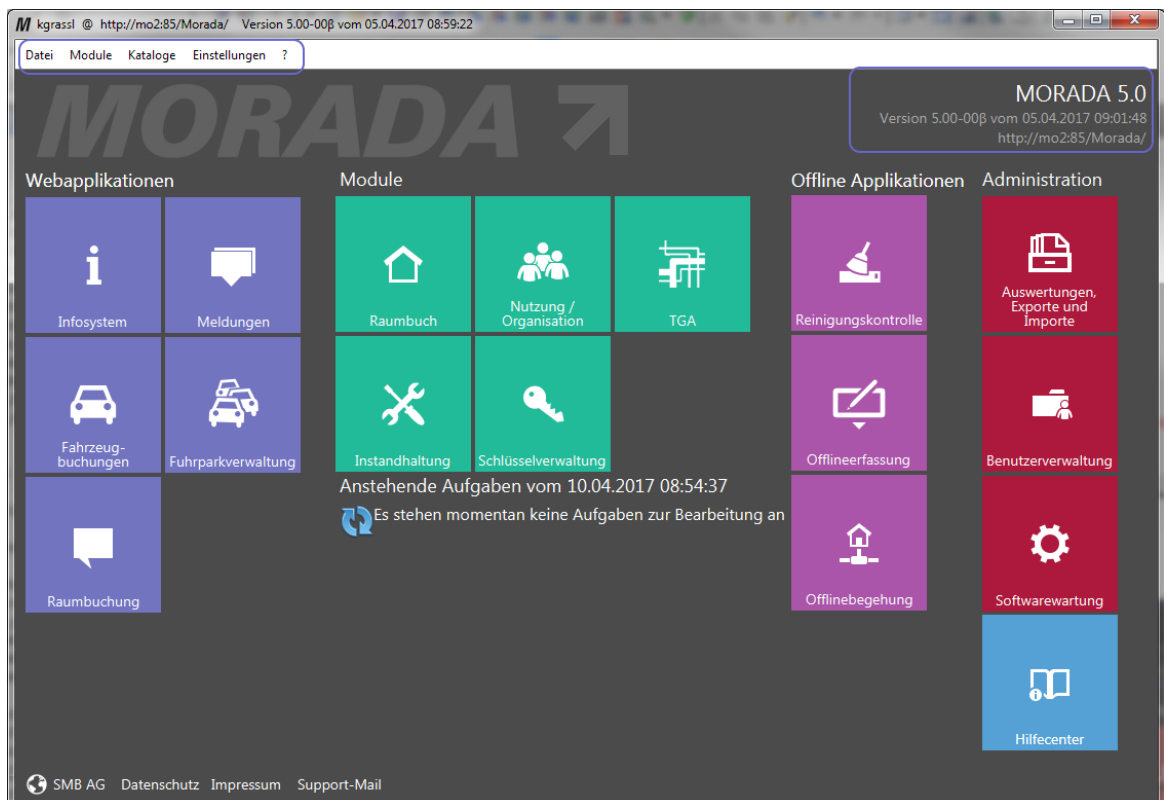 M kgrassl @ http://mo2:85/Morada/ Version 5.00-00β vom 05.04.2017 08:59:22
Datei Module Kataloge Einstellungen ?
MORADA
MORADA 5.0
Version 5.00-00β vom 05.04.2017 09:01:48
http://mo2:85/Morada/
Webapplikationen
Infosystem
Meldungen
Fahrzeug-
buchungen
Fuhrparkverwaltung
Raumbuchung
Module
Raumbuch
Nutzung /
Organisation
TGA
Instandhaltung
Schlüsselverwaltung
Anstehende Aufgaben vom 10.04.2017 08:54:37
Es stehen momentan keine Aufgaben zur Bearbeitung an
Offline Applikationen
Reinigungskontrolle
Offlineerfassung
Offlinebegehung
Administration
Auswertungen,
Exporte und
Importe
Benutzerverwaltung
Softwarewartung
Hilfecenter
SMB AG Datenschutz Impressum Support-Mail